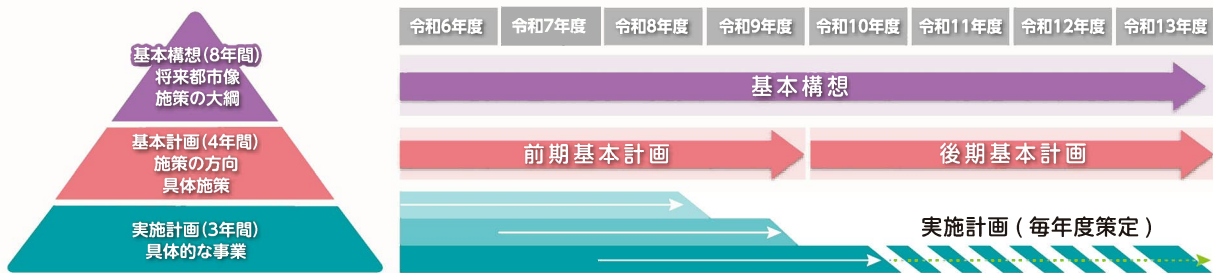 基本構想(8年間)
将来都市像
施策の大綱
基本計画(4年間)
施策の方向
具体施策
実施計画(3年間)
具体的な事業
令和6年度 令和7年度 令和8年度 令和9年度 令和10年度 令和11年度 令和12年度 令和13年度
基本構想
前期基本計画 後期基本計画
実施計画(毎年度策定)